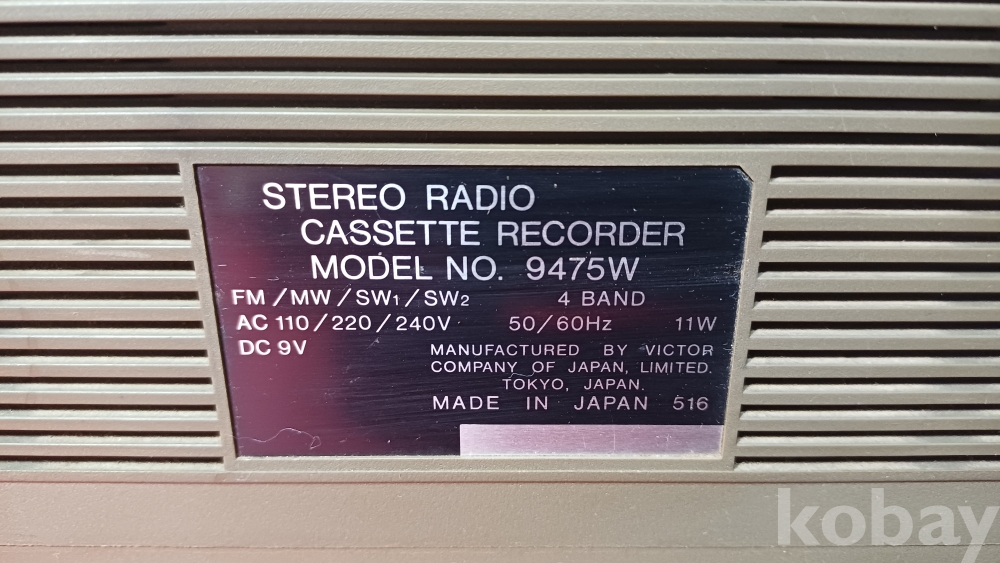 STEREO RADIO
CASSETTE RECORDER
MODEL NO. 9475W
FM/MW/SW1/SW2 4 BAND
AC 110/220/240V 50/60Hz 11W
DC 9V MANUFACTURED BY VICTOR
COMPANY OF JAPAN, LIMITED.
TOKYO, JAPAN.
MADE IN JAPAN 516
kobay